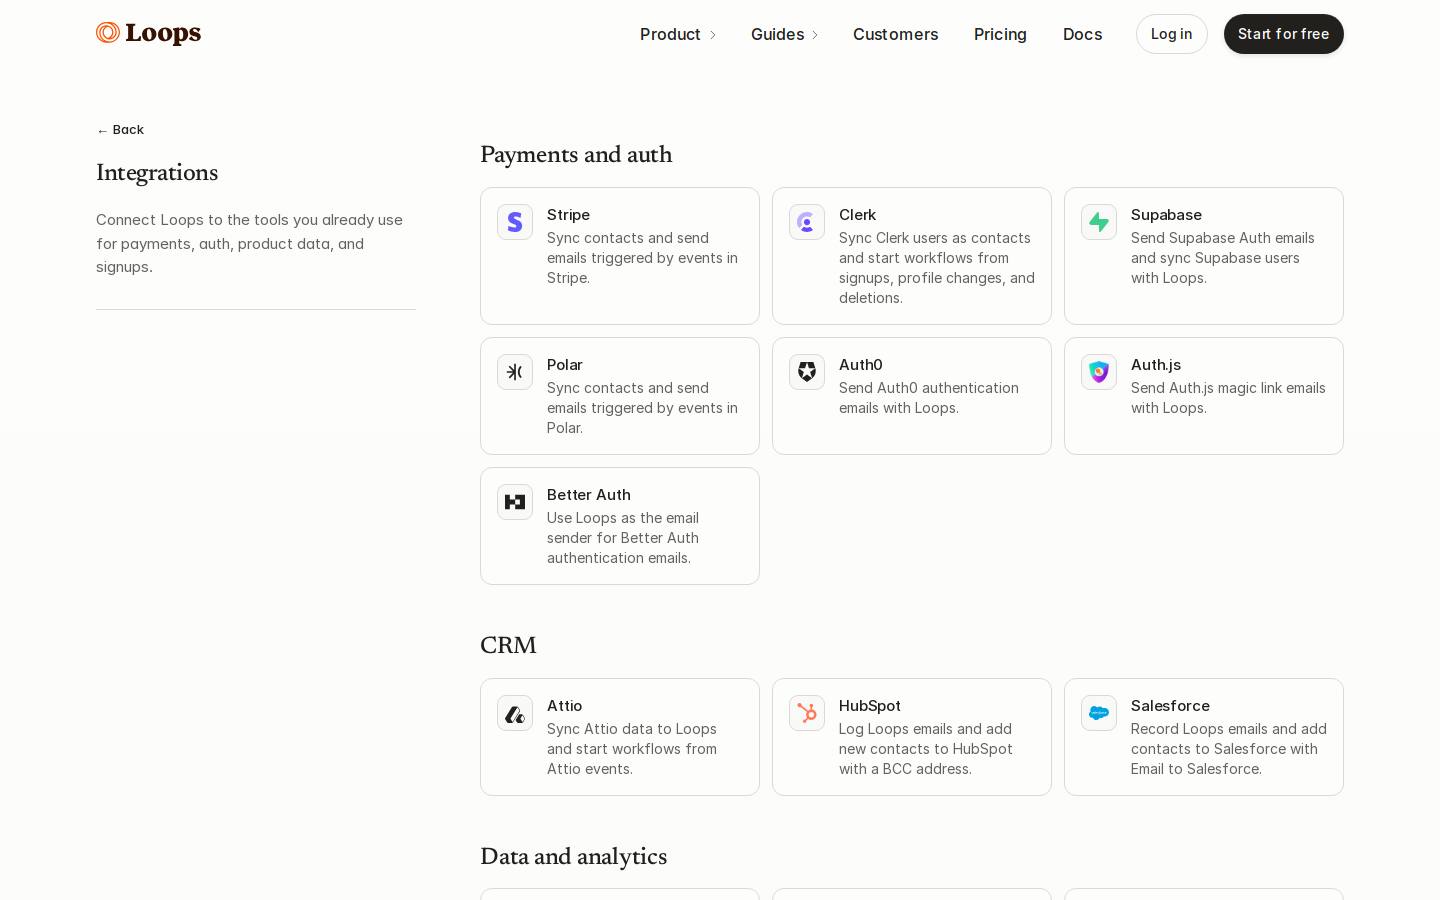 Loops
Product
Guides
Customers
Pricing
Docs
Log in
Start for free
← Back
Integrations
Connect Loops to the tools you already use
for payments, auth, product data, and
signups.
Payments and auth
Stripe
Sync contacts and send
emails triggered by events in
Stripe.
Clerk
Sync Clerk users as contacts
and start workflows from
signups, profile changes, and
deletions.
Supabase
Send Supabase Auth emails
and sync Supabase users
with Loops.
Polar
Sync contacts and send
emails triggered by events in
Polar.
Auth0
Send Auth0 authentication
emails with Loops.
Auth.js
Send Auth.js magic link emails
with Loops.
Better Auth
Use Loops as the email
sender for Better Auth
authentication emails.
CRM
Attio
Sync Attio data to Loops
and start workflows from
Attio events.
HubSpot
Log Loops emails and add
new contacts to HubSpot
with a BCC address.
Salesforce
Record Loops emails and add
contacts to Salesforce with
Email to Salesforce.
Data and analytics